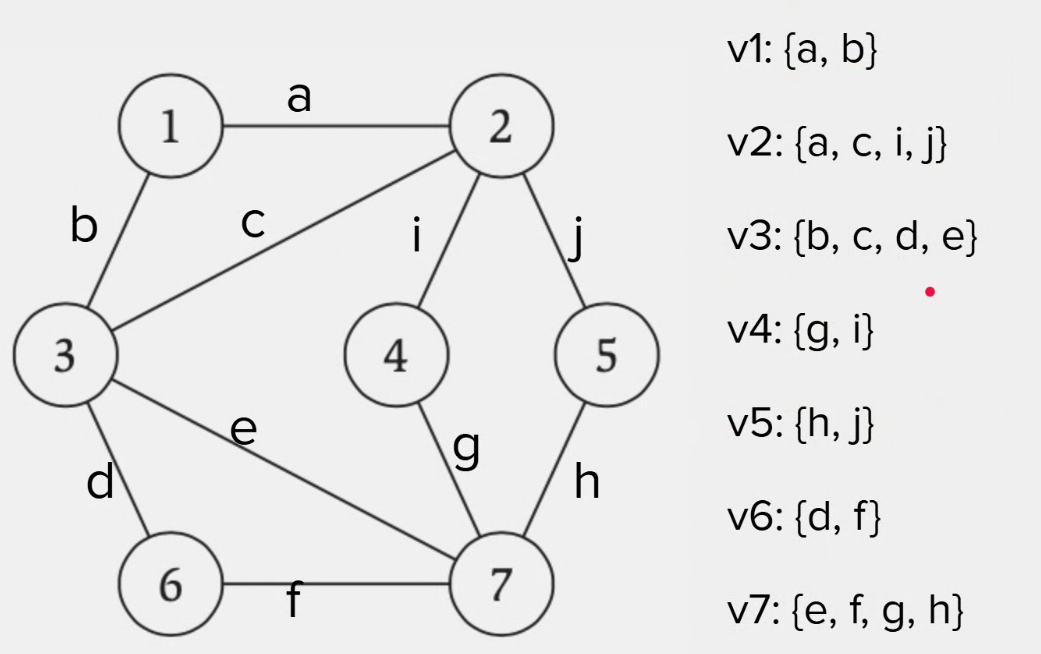 a
1
2
b
c
i
j
3
4
5
e
d
g
h
6
7
f
v1: {a, b}
v2: {a, c, i, j}
v3: {b, c, d, e}
v4: {g, i}
v5: {h, j}
v6: {d, f}
v7: {e, f, g, h}